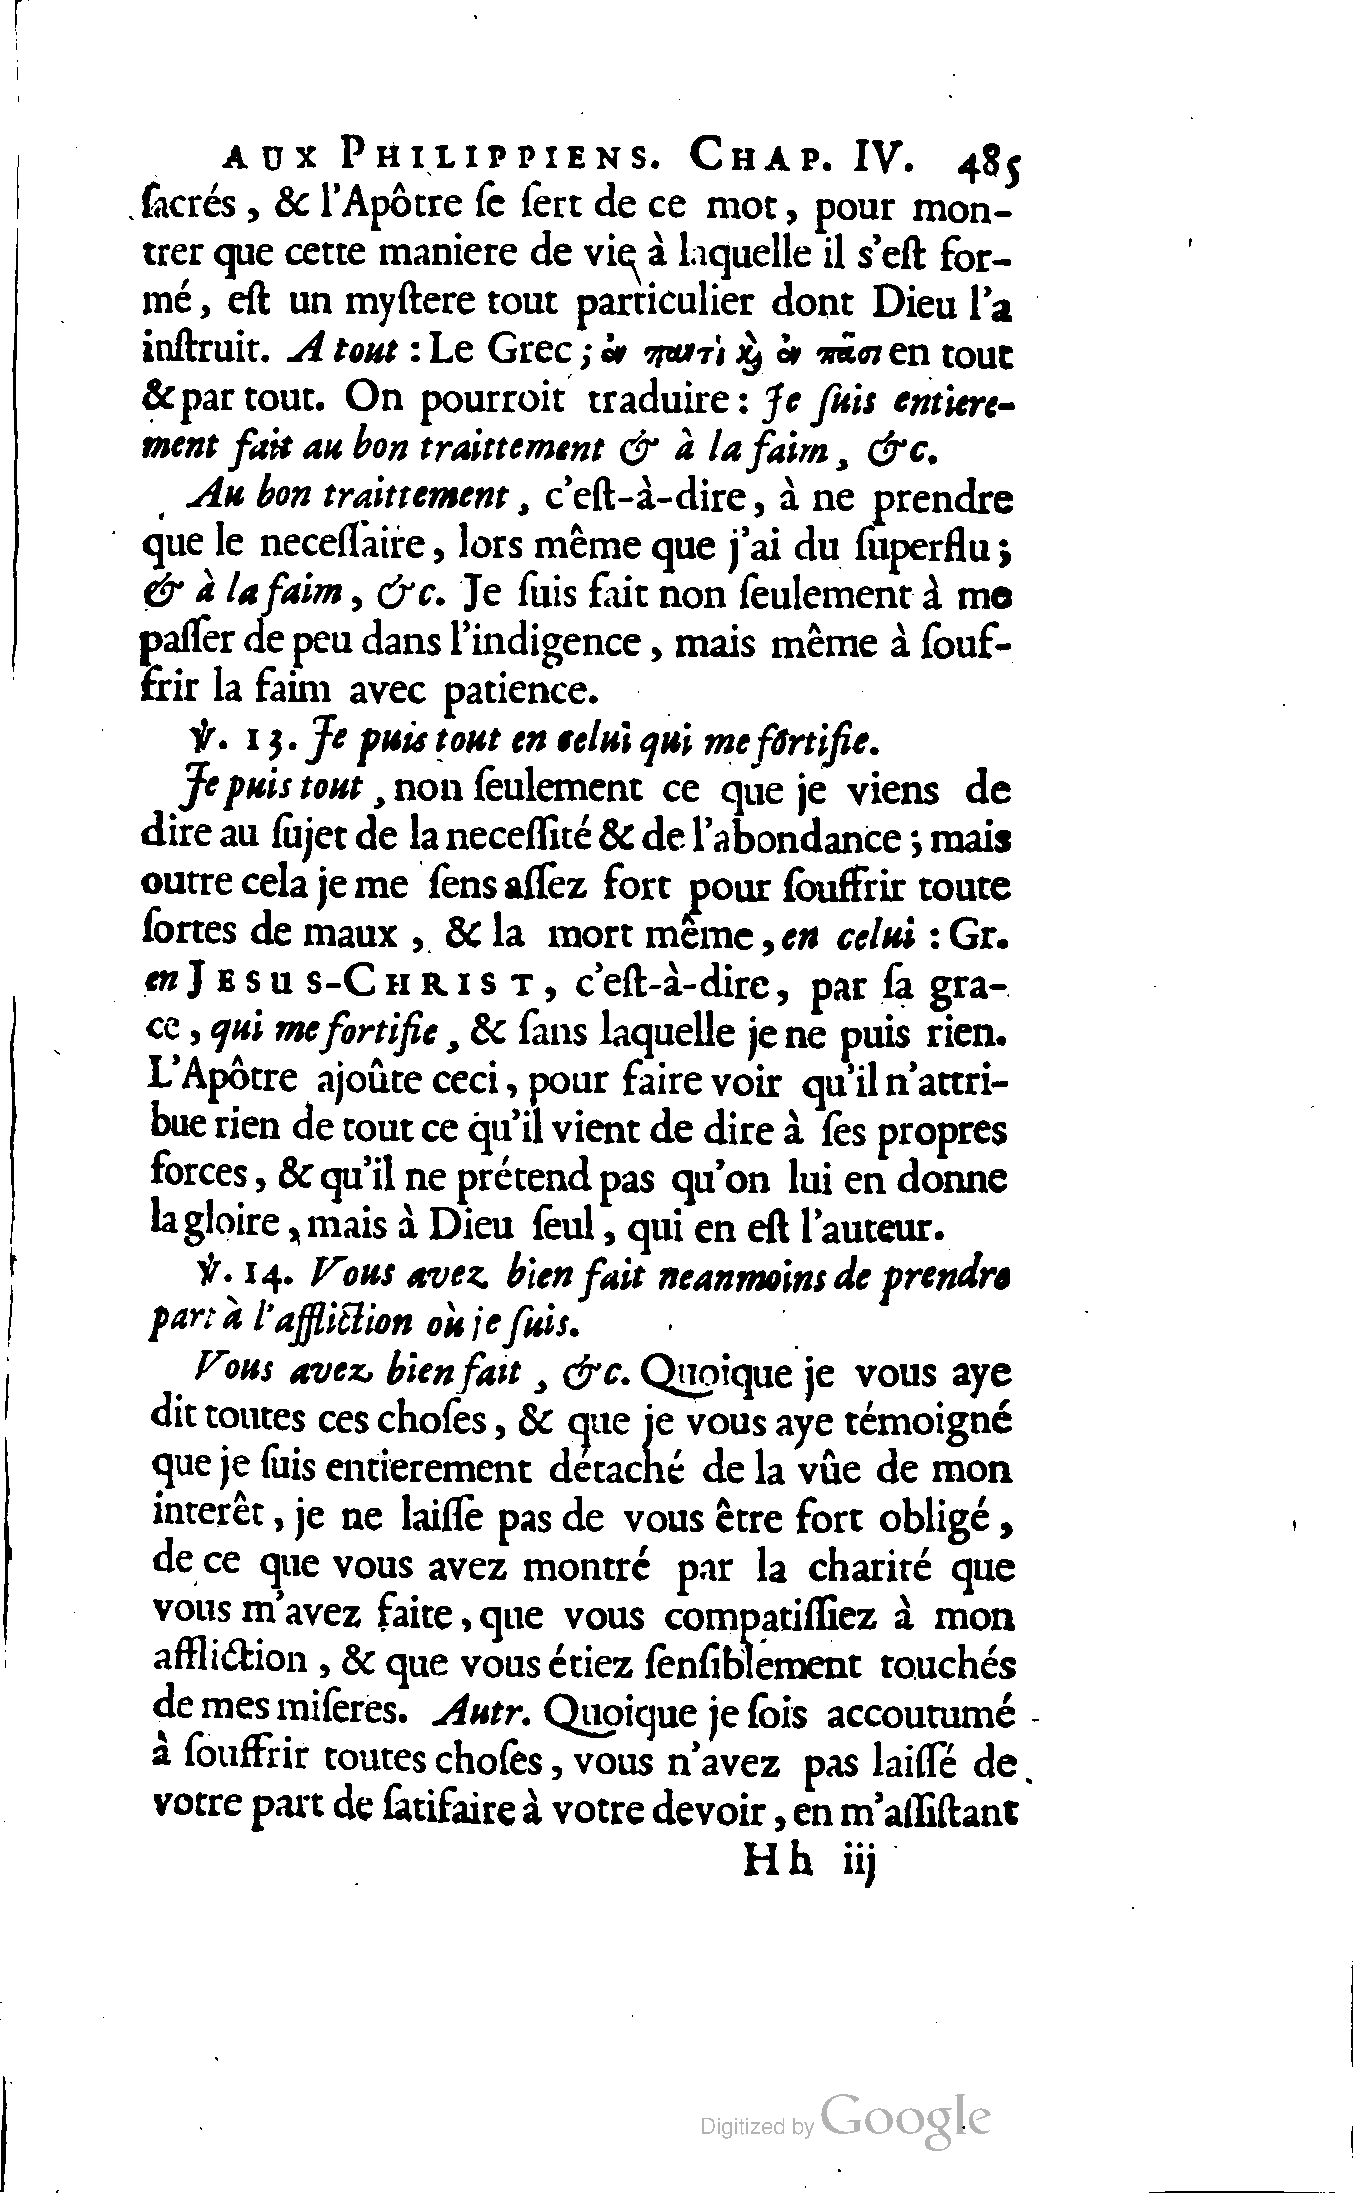 AUX PHILIPPIENS. CHAP. IV. 485
ſacrés, & l'Apôtre ſe ſert de ce mot, pour mon-
trer que cette maniere de vie à laquelle il s'eſt for-
mé, eſt un myſtere tout particulier dont Dieu l'a
inſtruit. A tout : Le Grec; ἐν παντὶ καὶ ἐν πᾶσι en tout
& par tout. On pourroit traduire: Je ſuis entiere-
ment fait au bon traittement & à la faim, &c.
Au bon traittement, c'eſt-à-dire, à ne prendre
que le neceſſaire, lors même que j'ai du ſuperflu;
& à la faim, &c. Je ſuis fait non ſeulement à me
paſſer de peu dans l'indigence, mais même à ſouf-
frir la faim avec patience.
℣. 13. Je puis tout en celui qui me fortifie.
Je puis tout, non ſeulement ce que je viens de
dire au ſujet de la neceſſité & de l'abondance; mais
outre cela je me ſens aſſez fort pour ſouffrir toute
ſortes de maux, & la mort même, en celui : Gr.
en JESUS-CHRIST, c'eſt-à-dire, par ſa gra-
ce, qui me fortifie, & ſans laquelle je ne puis rien.
L'Apôtre ajoûte ceci, pour faire voir qu'il n'attri-
bue rien de tout ce qu'il vient de dire à ſes propres
forces, & qu'il ne prétend pas qu'on lui en donne
la gloire, mais à Dieu ſeul, qui en eſt l'auteur.
℣. 14. Vous avez bien fait neanmoins de prendre
part à l'affliction où je ſuis.
Vous avez bien fait, &c. Quoique je vous aye
dit toutes ces choſes, & que je vous aye témoigné
que je ſuis entierement détaché de la vûe de mon
interêt, je ne laiſſe pas de vous être fort obligé,
de ce que vous avez montré par la charité que
vous m'avez faite, que vous compatiſſiez à mon
affliction, & que vous étiez ſenſiblement touchés
de mes miſeres. Autr. Quoique je ſois accoutumé
à ſouffrir toutes choſes, vous n'avez pas laiſſé de
votre part de ſatifaire à votre devoir, en m'aſſiſtant
Hh iij
Digitized by Google